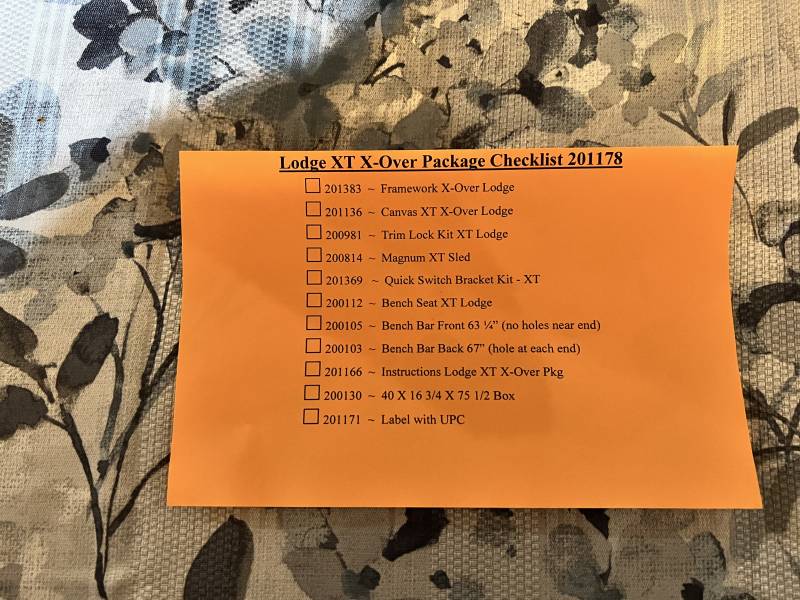 Lodge XT X-Over Package Checklist 201178
201383 ~ Framework X-Over Lodge
201136 ~ Canvas XT X-Over Lodge
200981 ~ Trim Lock Kit XT Lodge
200814 ~ Magnum XT Sled
201369 ~ Quick Switch Bracket Kit - XT
200112 ~ Bench Seat XT Lodge
200105 ~ Bench Bar Front 63 ¼” (no holes near end)
200103 ~ Bench Bar Back 67” (hole at each end)
201166 ~ Instructions Lodge XT X-Over Pkg
200130 ~ 40 X 16 3/4 X 75 1/2 Box
201171 ~ Label with UPC